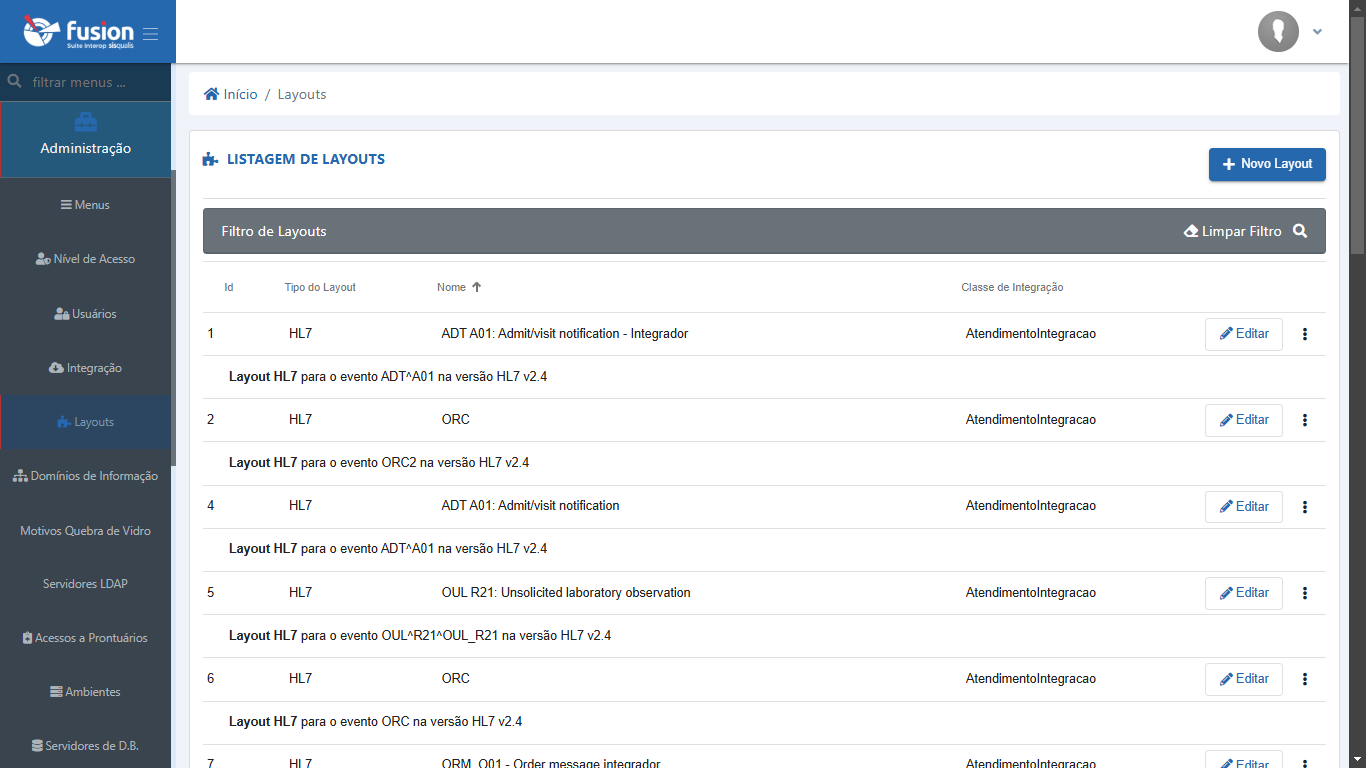 fusion
Suite Interop sisqualis
filtrar menus ...
Administração
Menus
Nível de Acesso
Usuários
Integração
Layouts
Domínios de Informação
Motivos Quebra de Vidro
Servidores LDAP
Acessos a Prontuários
Ambientes
Servidores de D.B.
Início / Layouts
LISTAGEM DE LAYOUTS
Novo Layout
Filtro de Layouts Limpar Filtro
Id Tipo do Layout Nome Classe de Integração
1 HL7 ADT A01: Admit/visit notification - Integrador AtendimentoIntegracao Editar
Layout HL7 para o evento ADT^A01 na versão HL7 v2.4
2 HL7 ORC AtendimentoIntegracao Editar
Layout HL7 para o evento ORC2 na versão HL7 v2.4
4 HL7 ADT A01: Admit/visit notification AtendimentoIntegracao Editar
Layout HL7 para o evento ADT^A01 na versão HL7 v2.4
5 HL7 OUL R21: Unsolicited laboratory observation AtendimentoIntegracao Editar
Layout HL7 para o evento OUL^R21^OUL_R21 na versão HL7 v2.4
6 HL7 ORC AtendimentoIntegracao Editar
Layout HL7 para o evento ORC na versão HL7 v2.4
7 HL7 ORM_O01 - Order message integrador AtendimentoIntegracao Editar